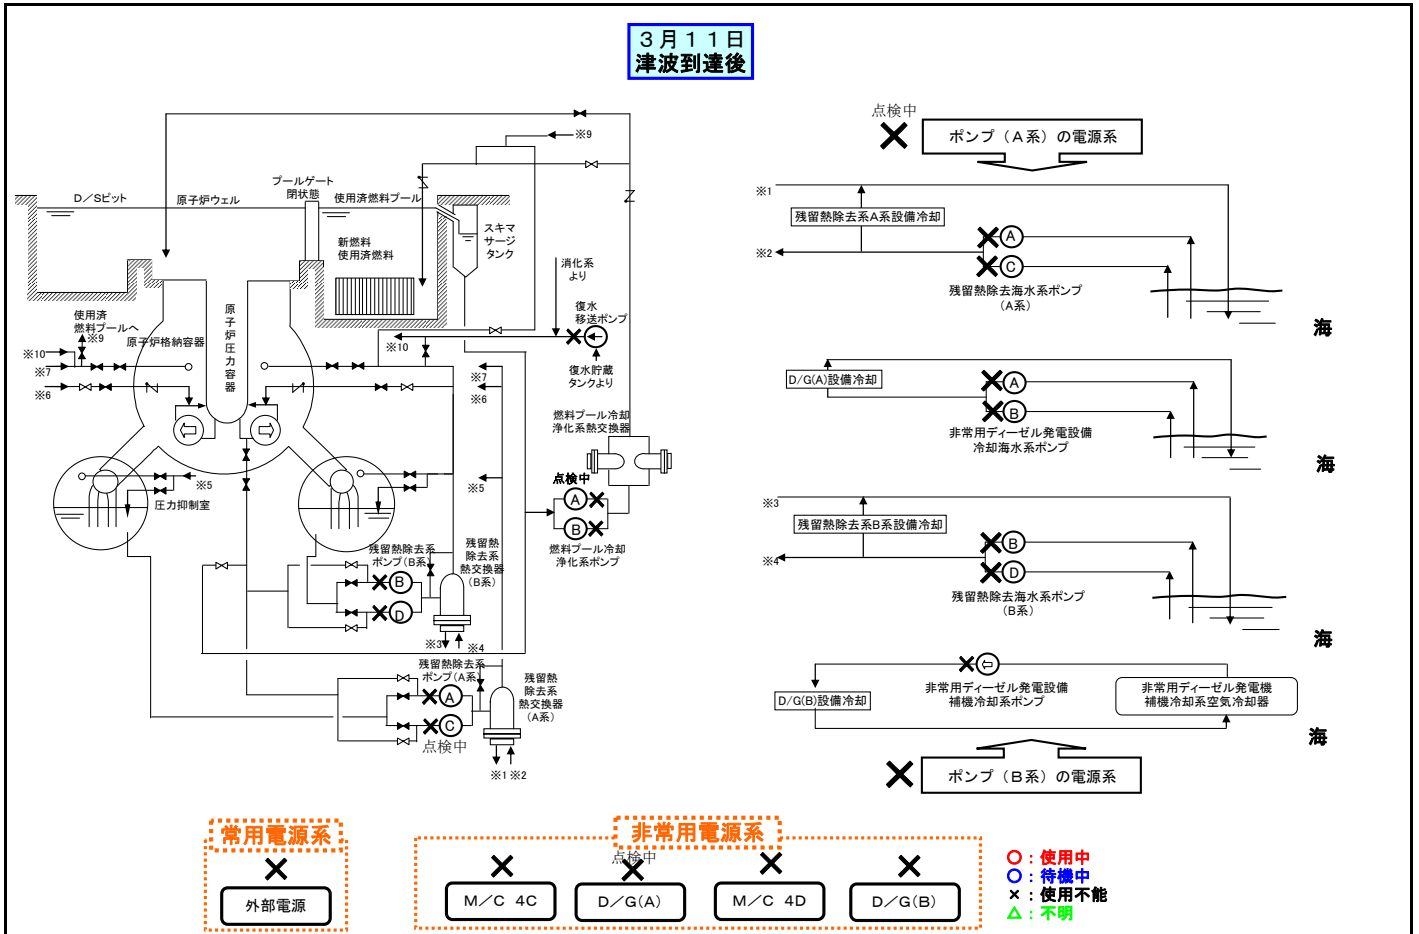 3月11日
津波到達後
点検中
ポンプ（A系）の電源系
※9
プールゲート
閉状態
D／Sピット
原子炉ウェル
使用済燃料プール
スキマ
サージ
タンク
新燃料
使用済燃料
消化系
より
復水
移送ポンプ
※10
復水貯蔵
タンクより
使用済
燃料プールへ
※9
原子炉格納容器
原子炉圧力容器
※10
※7
※6
※7
※6
※5
※5
圧力抑制室
燃料プール冷却
浄化系熱交換器
点検中
A
B
燃料プール冷却
浄化系ポンプ
残留熱除去系
ポンプ(B系)
B
D
残留熱
除去系
熱交換器
(B系)
※3
※4
残留熱除去系
ポンプ(A系)
A
C
点検中
残留熱
除去系
熱交換器
(A系)
※1 ※2
※1
残留熱除去系A系設備冷却
※2
A
C
残留熱除去海水系ポンプ
(A系)
海
D/G(A)設備冷却
A
B
非常用ディーゼル発電設備
冷却海水系ポンプ
海
※3
残留熱除去系B系設備冷却
※4
B
D
残留熱除去海水系ポンプ
(B系)
海
D/G(B)設備冷却
非常用ディーゼル発電設備
補機冷却系ポンプ
非常用ディーゼル発電機
補機冷却系空気冷却器
海
ポンプ（B系）の電源系
常用電源系
外部電源
非常用電源系
点検中
M／C 4C
D／G(A)
M／C 4D
D／G(B)
○：使用中
○：待機中
×：使用不能
△：不明